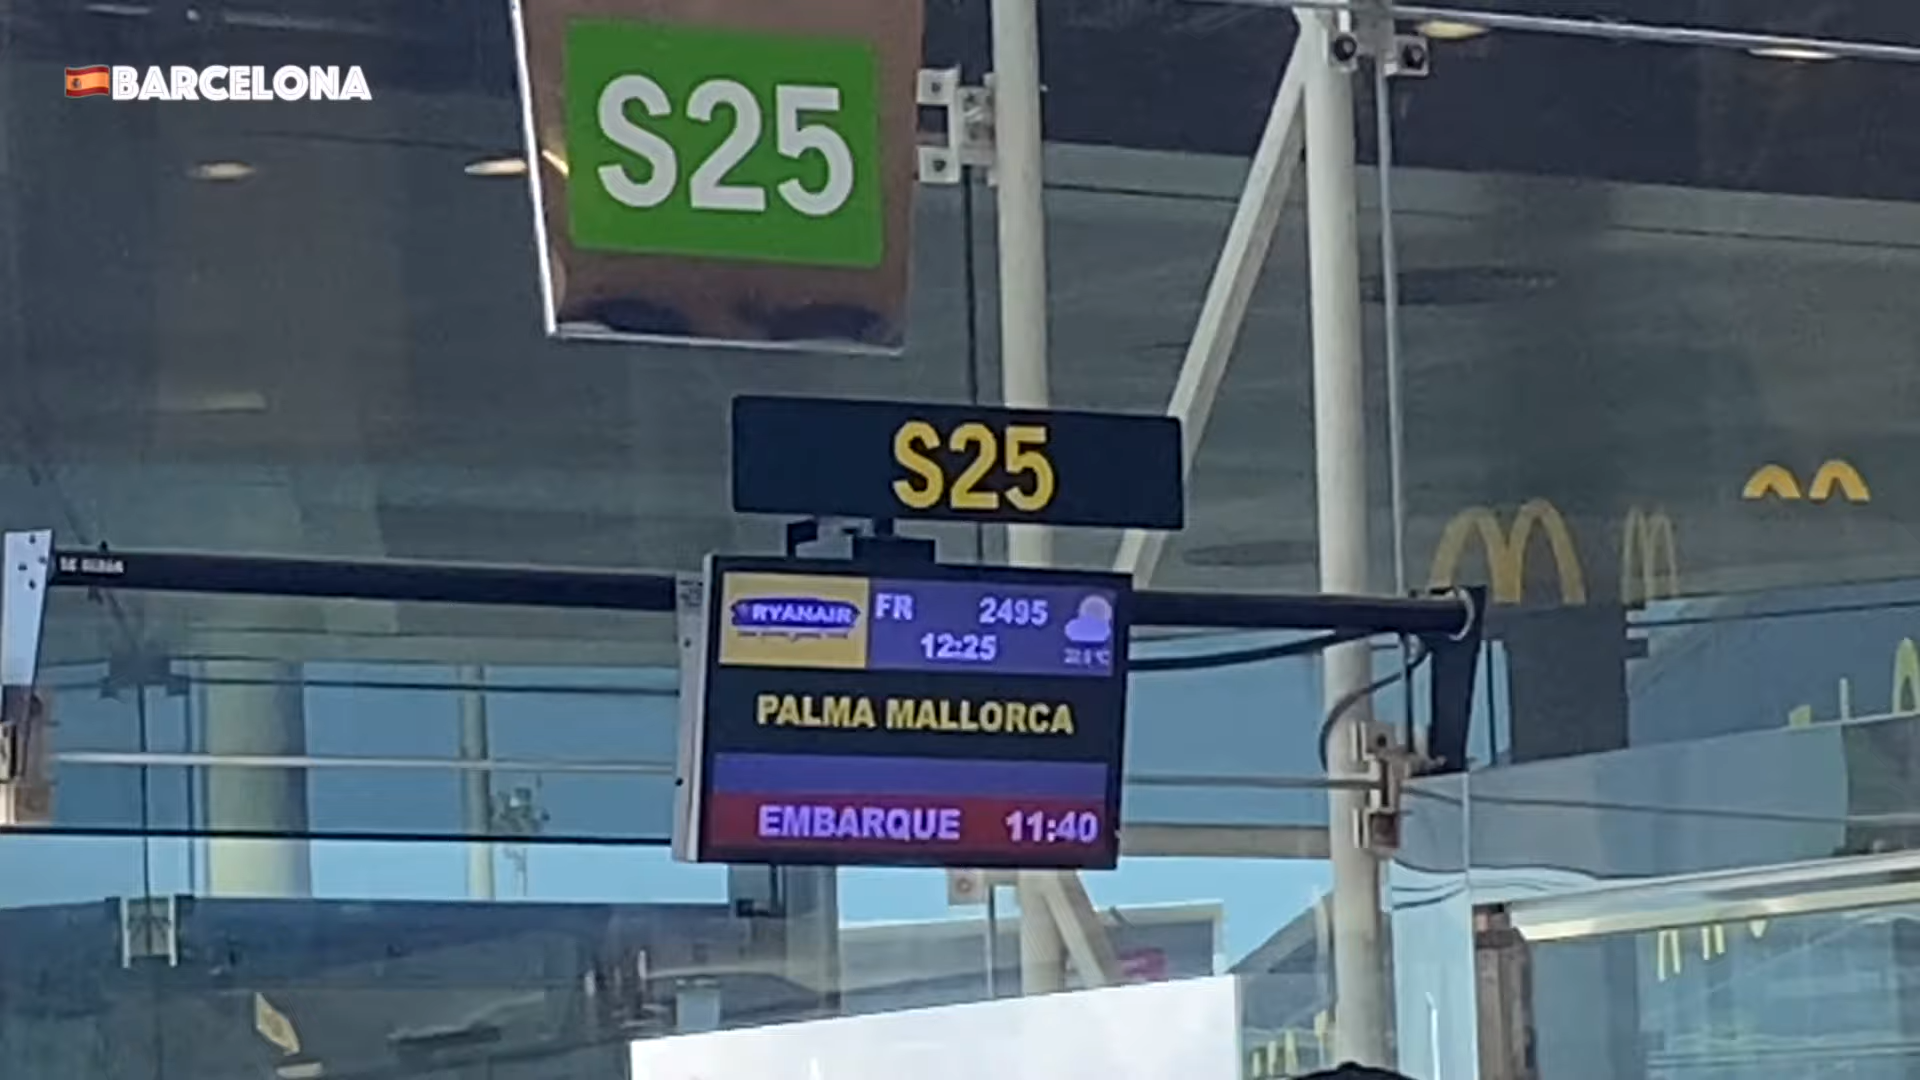 🇪🇸BARCELONA
S25
S25
RYANAIR
FR 2495
12:25
PALMA MALLORCA
EMBARQUE 11:40